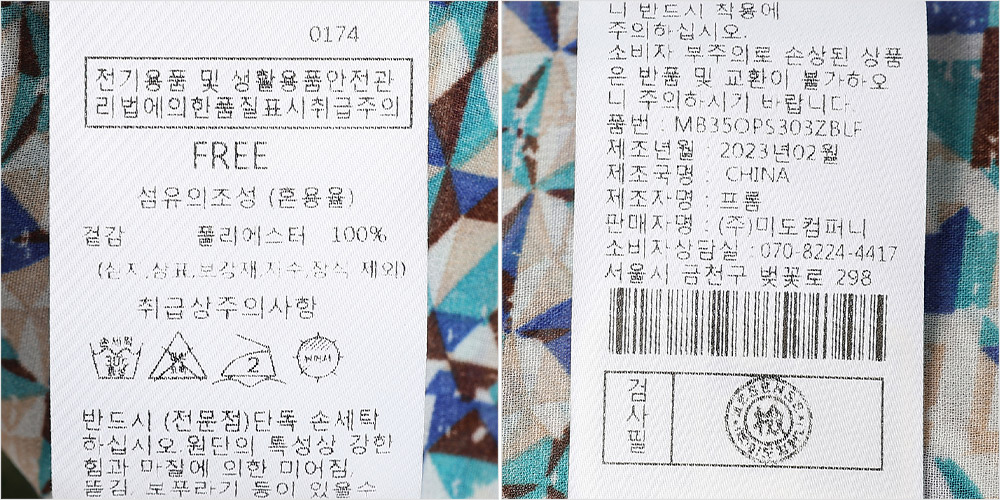 0174
전기용품 및 생활용품안전관
리법에의한품질표시취급주의
FREE
섬유의조성 (혼용율)
겉감 폴리에스터 100%
(심지,상표,보강재,자수,장식 제외)
취급상주의사항
손세탁
30℃
2
뉘어서
반드시 (전문점)단독 손세탁
하십시오.원단의 특성상 강한
힘과 마찰에 의한 미어짐,
뜯김, 보푸라기 등이 있을수
니 반드시 착용에
주의하십시오.
소비자 부주의로 손상된 상품
은 반품 및 교환이 불가하오
니 주의하시기 바랍니다.
품번 : MB35OPS303ZBLF
제조년월 : 2023년02월
제조국명 : CHINA
제조자명 : 프롬
판매자명 : (주)미도컴퍼니
소비자상담실 : 070-8224-4417
서울시 금천구 벚꽃로 298
검
사
필